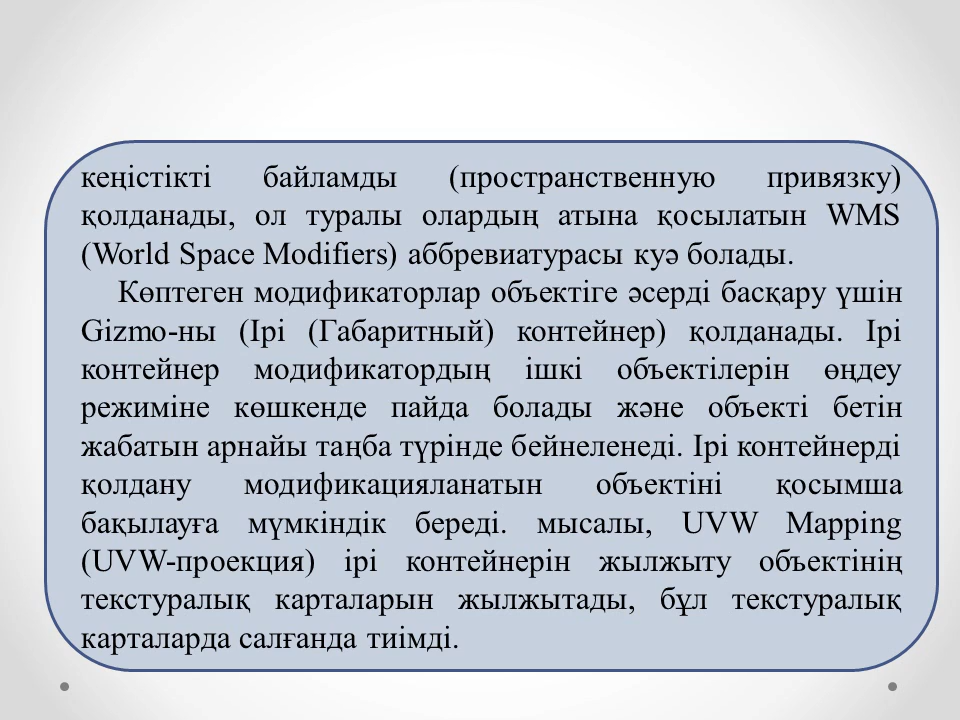 кеңістікті байламды (пространственную привязку)
қолданады, ол туралы олардың атына қосылатын WMS
(World Space Modifiers) аббревиатурасы куә болады.
Көптеген модификаторлар объектіге әсерді басқару үшін
Gizmo-ны (Ірі (Габаритный) контейнер) қолданады. Ірі
контейнер модификатордың ішкі объектілерін өңдеу
режиміне көшкенде пайда болады және объекті бетін
жабатын арнайы таңба түрінде бейнеленеді. Ірі контейнерді
қолдану модификацияланатын объектіні қосымша
бақылауға мүмкіндік береді. мысалы, UVW Mapping
(UVW-проекция) ірі контейнерін жылжыту объектінің
текстуралық карталарын жылжытады, бұл текстуралық
карталарда салғанда тиімді.